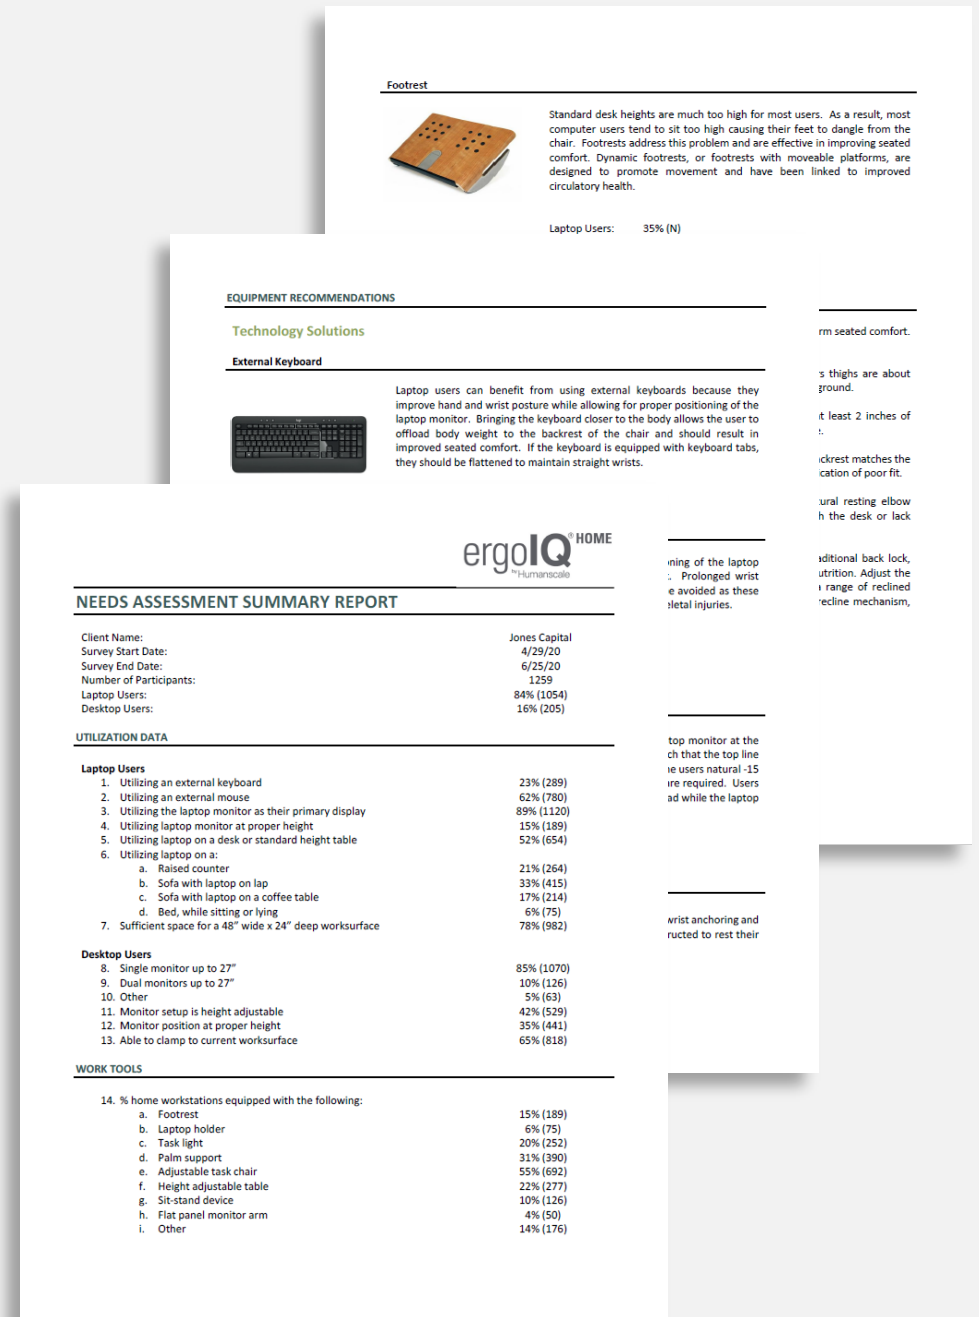 Footrest
Standard desk heights are much too high for most users. As a result, most
computer users tend to sit too high causing their feet to dangle from the
chair. Footrests address this problem and are effective in improving seated
comfort. Dynamic footrests, or footrests with moveable platforms, are
designed to promote movement and have been linked to improved
circulatory health.
Laptop Users: 35% (N)
rm seated comfort.
s thighs are about
ground.
t least 2 inches of
e.
ckrest matches the
cation of poor fit.
ural resting elbow
h the desk or lack
aditional back lock,
utrition. Adjust the
a range of reclined
recline mechanism,
EQUIPMENT RECOMMENDATIONS
Technology Solutions
External Keyboard
Laptop users can benefit from using external keyboards because they
improve hand and wrist posture while allowing for proper positioning of the
laptop monitor. Bringing the keyboard closer to the body allows the user to
offload body weight to the backrest of the chair and should result in
improved seated comfort. If the keyboard is equipped with keyboard tabs,
they should be flattened to maintain straight wrists.
ning of the laptop
. Prolonged wrist
e avoided as these
eletal injuries.
top monitor at the
ch that the top line
e users natural -15
re required. Users
ad while the laptop
wrist anchoring and
ructed to rest their
ergoIQ® HOME
by Humanscale
NEEDS ASSESSMENT SUMMARY REPORT
Client Name: Jones Capital
Survey Start Date: 4/29/20
Survey End Date: 6/25/20
Number of Participants: 1259
Laptop Users: 84% (1054)
Desktop Users: 16% (205)
UTILIZATION DATA
Laptop Users
1. Utilizing an external keyboard 23% (289)
2. Utilizing an external mouse 62% (780)
3. Utilizing the laptop monitor as their primary display 89% (1120)
4. Utilizing laptop monitor at proper height 15% (189)
5. Utilizing laptop on a desk or standard height table 52% (654)
6. Utilizing laptop on a:
a. Raised counter 21% (264)
b. Sofa with laptop on lap 33% (415)
c. Sofa with laptop on a coffee table 17% (214)
d. Bed, while sitting or lying 6% (75)
7. Sufficient space for a 48” wide x 24” deep worksurface 78% (982)
Desktop Users
8. Single monitor up to 27” 85% (1070)
9. Dual monitors up to 27” 10% (126)
10. Other 5% (63)
11. Monitor setup is height adjustable 42% (529)
12. Monitor position at proper height 35% (441)
13. Able to clamp to current worksurface 65% (818)
WORK TOOLS
14. % home workstations equipped with the following:
a. Footrest 15% (189)
b. Laptop holder 6% (75)
c. Task light 20% (252)
d. Palm support 31% (390)
e. Adjustable task chair 55% (692)
f. Height adjustable table 22% (277)
g. Sit-stand device 10% (126)
h. Flat panel monitor arm 4% (50)
i. Other 14% (176)